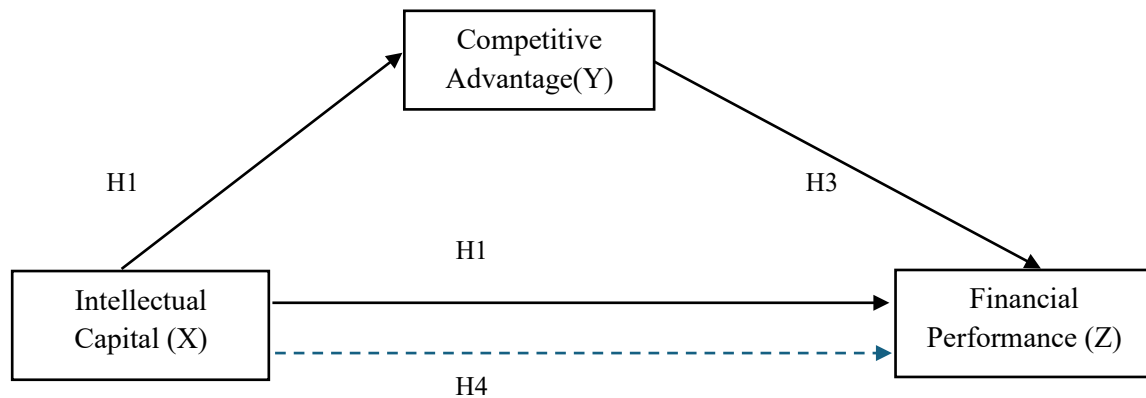 Competitive
Advantage(Y)
H1
H3
H1
Intellectual
Capital (X)
Financial
Performance (Z)
H4